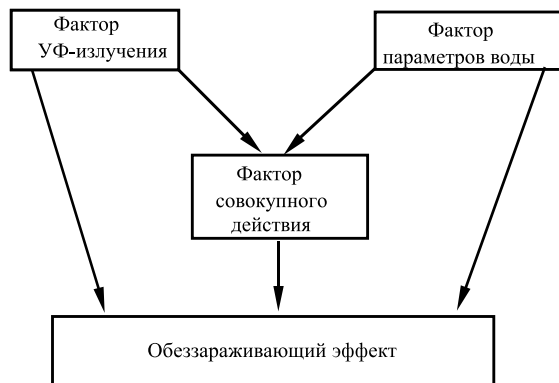 Фактор
УФ-излучения
Фактор
параметров воды
Фактор
совокупного
действия
Обеззараживающий эффект